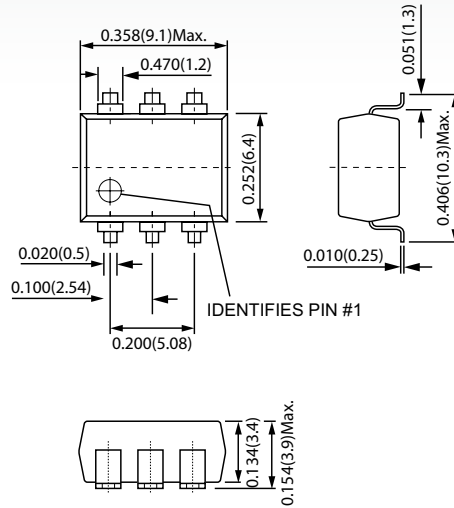 0.358(9.1)Max.
0.470(1.2)
0.252(6.4)
0.020(0.5)
0.100(2.54)
0.200(5.08)
IDENTIFIES PIN #1
0.051(1.3)
0.406(10.3)Max.
0.010(0.25)
0.134(3.4)
0.154(3.9)Max.